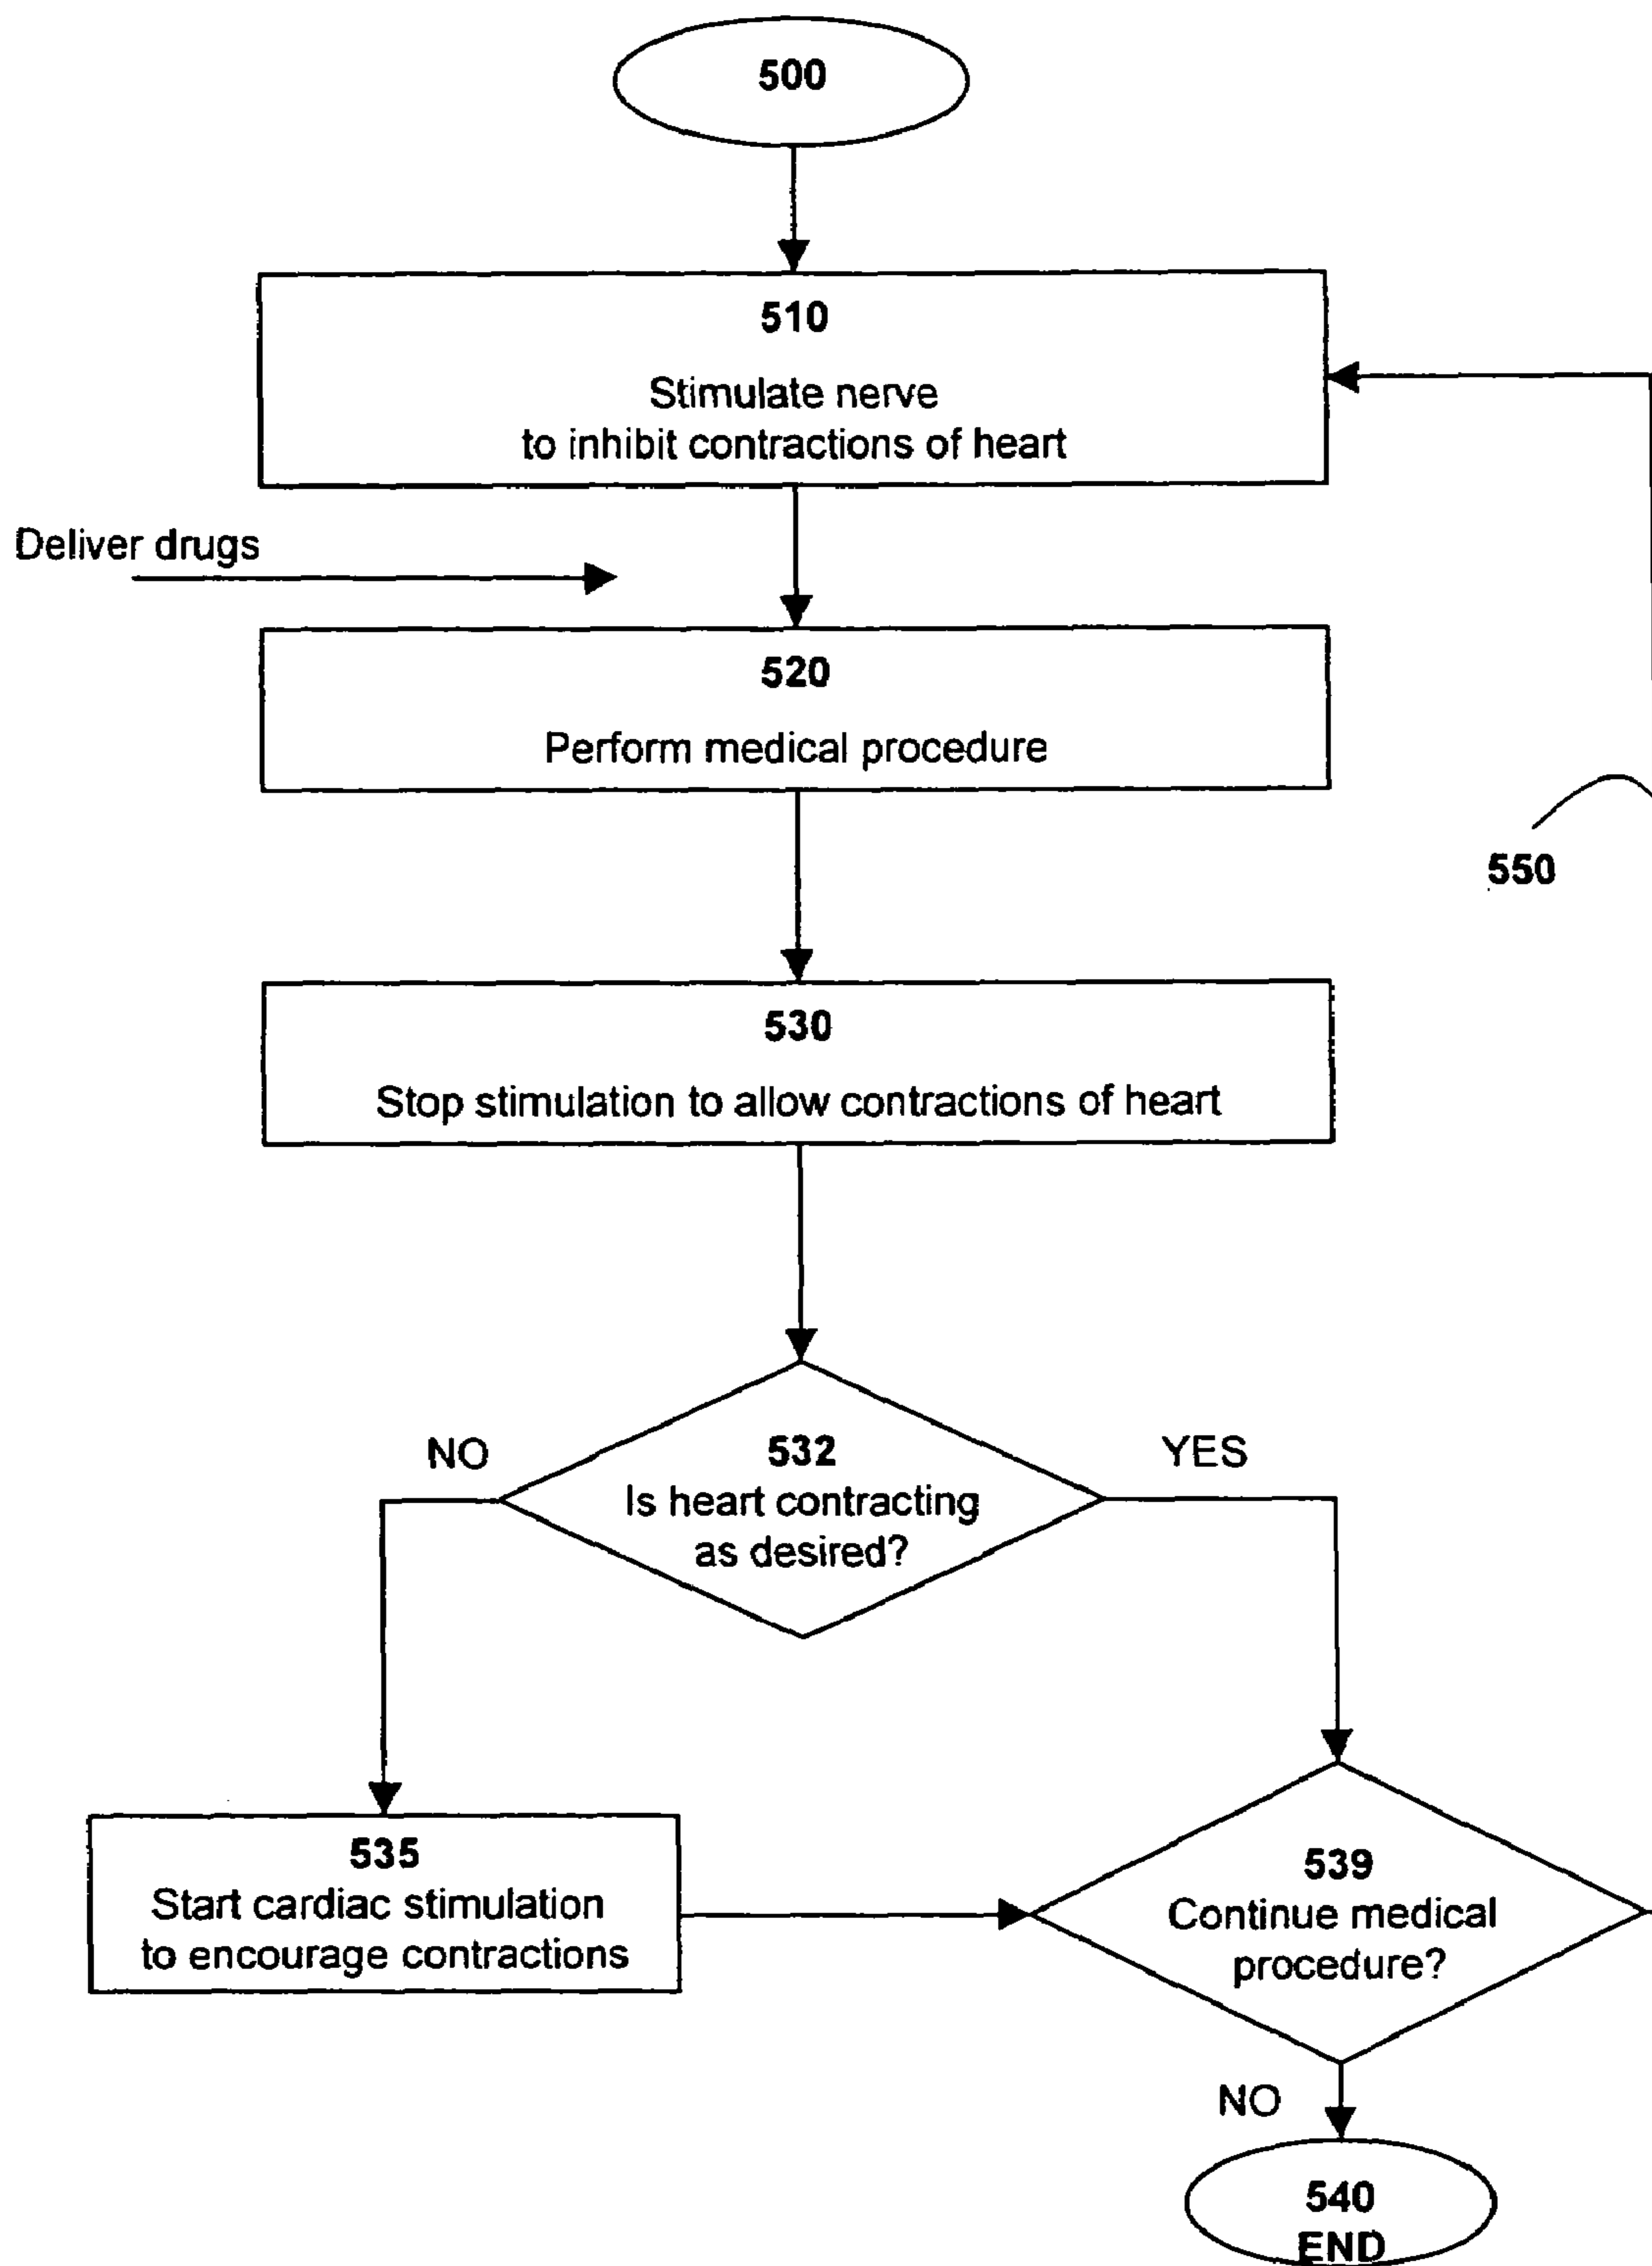 500
510
Stimulate nerve
to inhibit contractions of heart
Deliver drugs
520
Perform medical procedure
550
530
Stop stimulation to allow contractions of heart
NO
532
YES
Is heart contracting
as desired?
535
Start cardiac stimulation
to encourage contractions
539
Continue medical
procedure?
NO
540
END